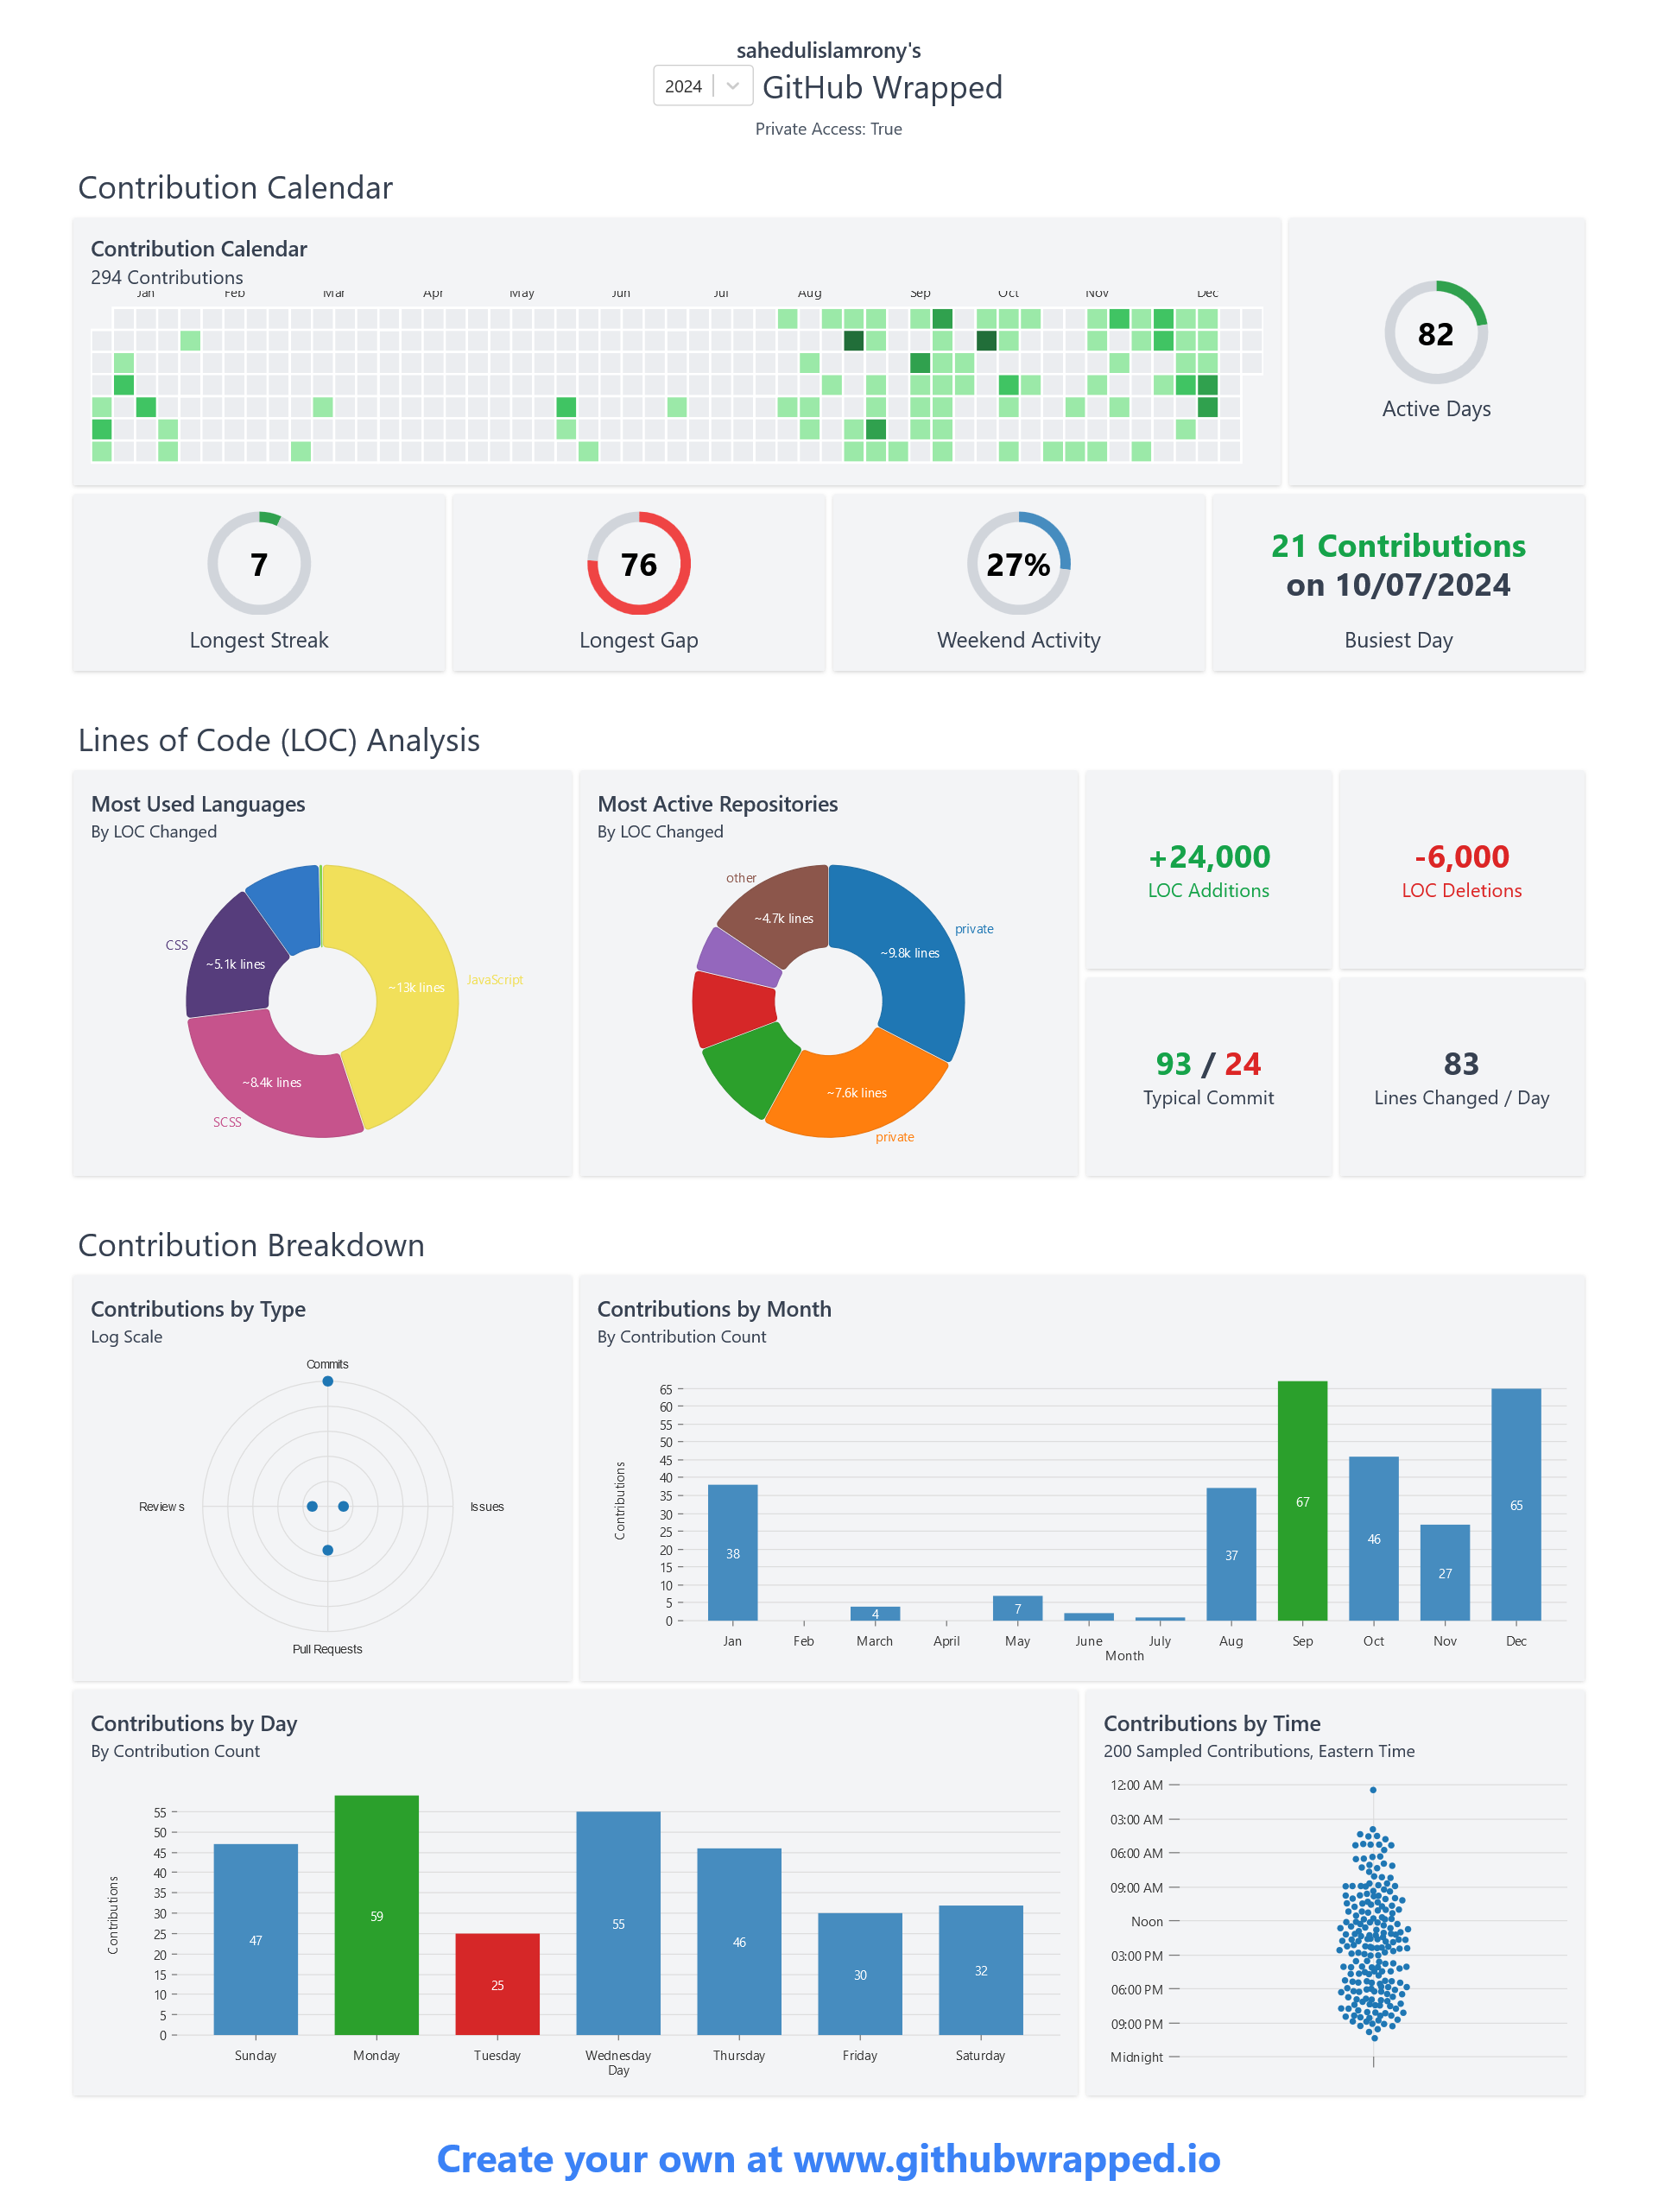 sahedulislamrony's
2024 GitHub Wrapped
Private Access: True
Contribution Calendar
Contribution Calendar
294 Contributions
Jan Feb Mar Apr May Jun Jul Aug Sep Oct Nov Dec
82
Active Days
7
Longest Streak
76
Longest Gap
27%
Weekend Activity
21 Contributions
on 10/07/2024
Busiest Day
Lines of Code (LOC) Analysis
Most Used Languages
By LOC Changed
CSS
~5.1k lines
JavaScript
~13k lines
~8.4k lines
SCSS
Most Active Repositories
By LOC Changed
other
~4.7k lines
private
~9.8k lines
~7.6k lines
private
+24,000
LOC Additions
-6,000
LOC Deletions
93 / 24
Typical Commit
83
Lines Changed / Day
Contribution Breakdown
Contributions by Type
Log Scale
Commits
Reviews
Issues
Pull Requests
Contributions by Month
By Contribution Count
65
60
55
50
45
40
35
30
25
20
15
10
5
0
Contributions
38
4
7
37
67
46
27
65
Jan Feb March April May June July Aug Sep Oct Nov Dec
Month
Contributions by Day
By Contribution Count
55
50
45
40
35
30
25
20
15
10
5
0
Contributions
47
59
25
55
46
30
32
Sunday Monday Tuesday Wednesday Thursday Friday Saturday
Day
Contributions by Time
200 Sampled Contributions, Eastern Time
12:00 AM
03:00 AM
06:00 AM
09:00 AM
Noon
03:00 PM
06:00 PM
09:00 PM
Midnight
Create your own at www.githubwrapped.io